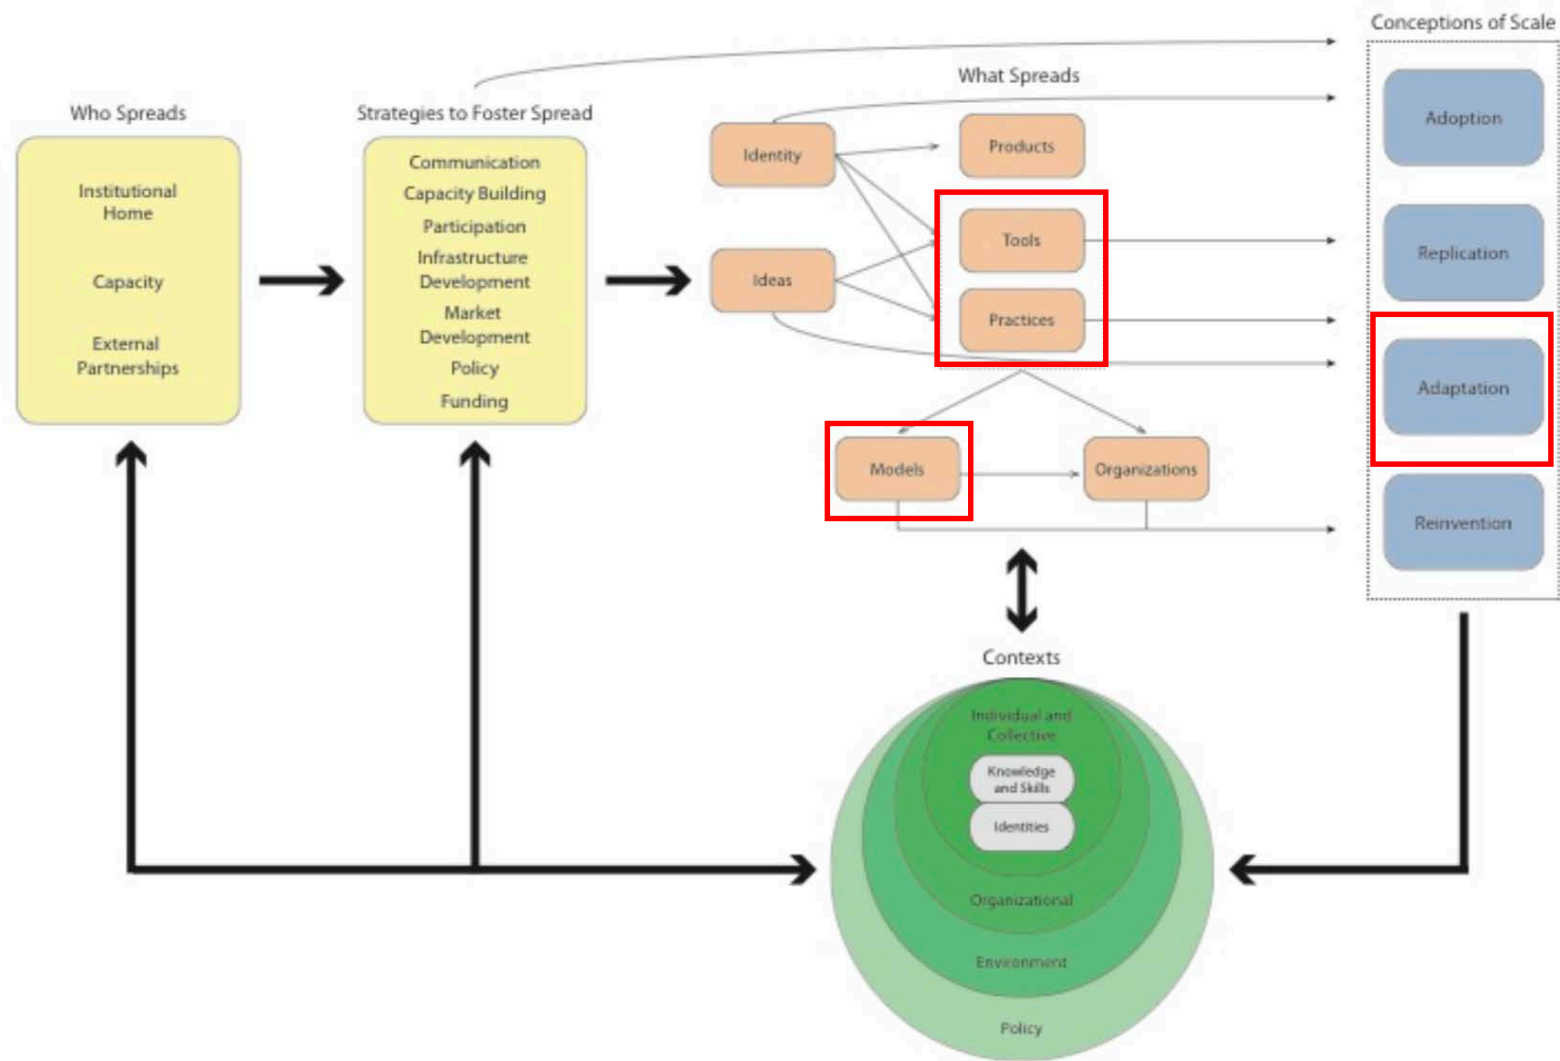 Conceptions of Scale
What Spreads
Who Spreads
Strategies to Foster Spread
Institutional
Home
Capacity
External
Partnerships
Communication
Capacity Building
Participation
Infrastructure
Development
Market
Development
Policy
Funding
Identity
Products
Tools
Ideas
Practices
Models
Organizations
Adoption
Replication
Adaptation
Reinvention
Contexts
Individual and
Collective
Knowledge
and Skills
Identities
Organizational
Environment
Policy